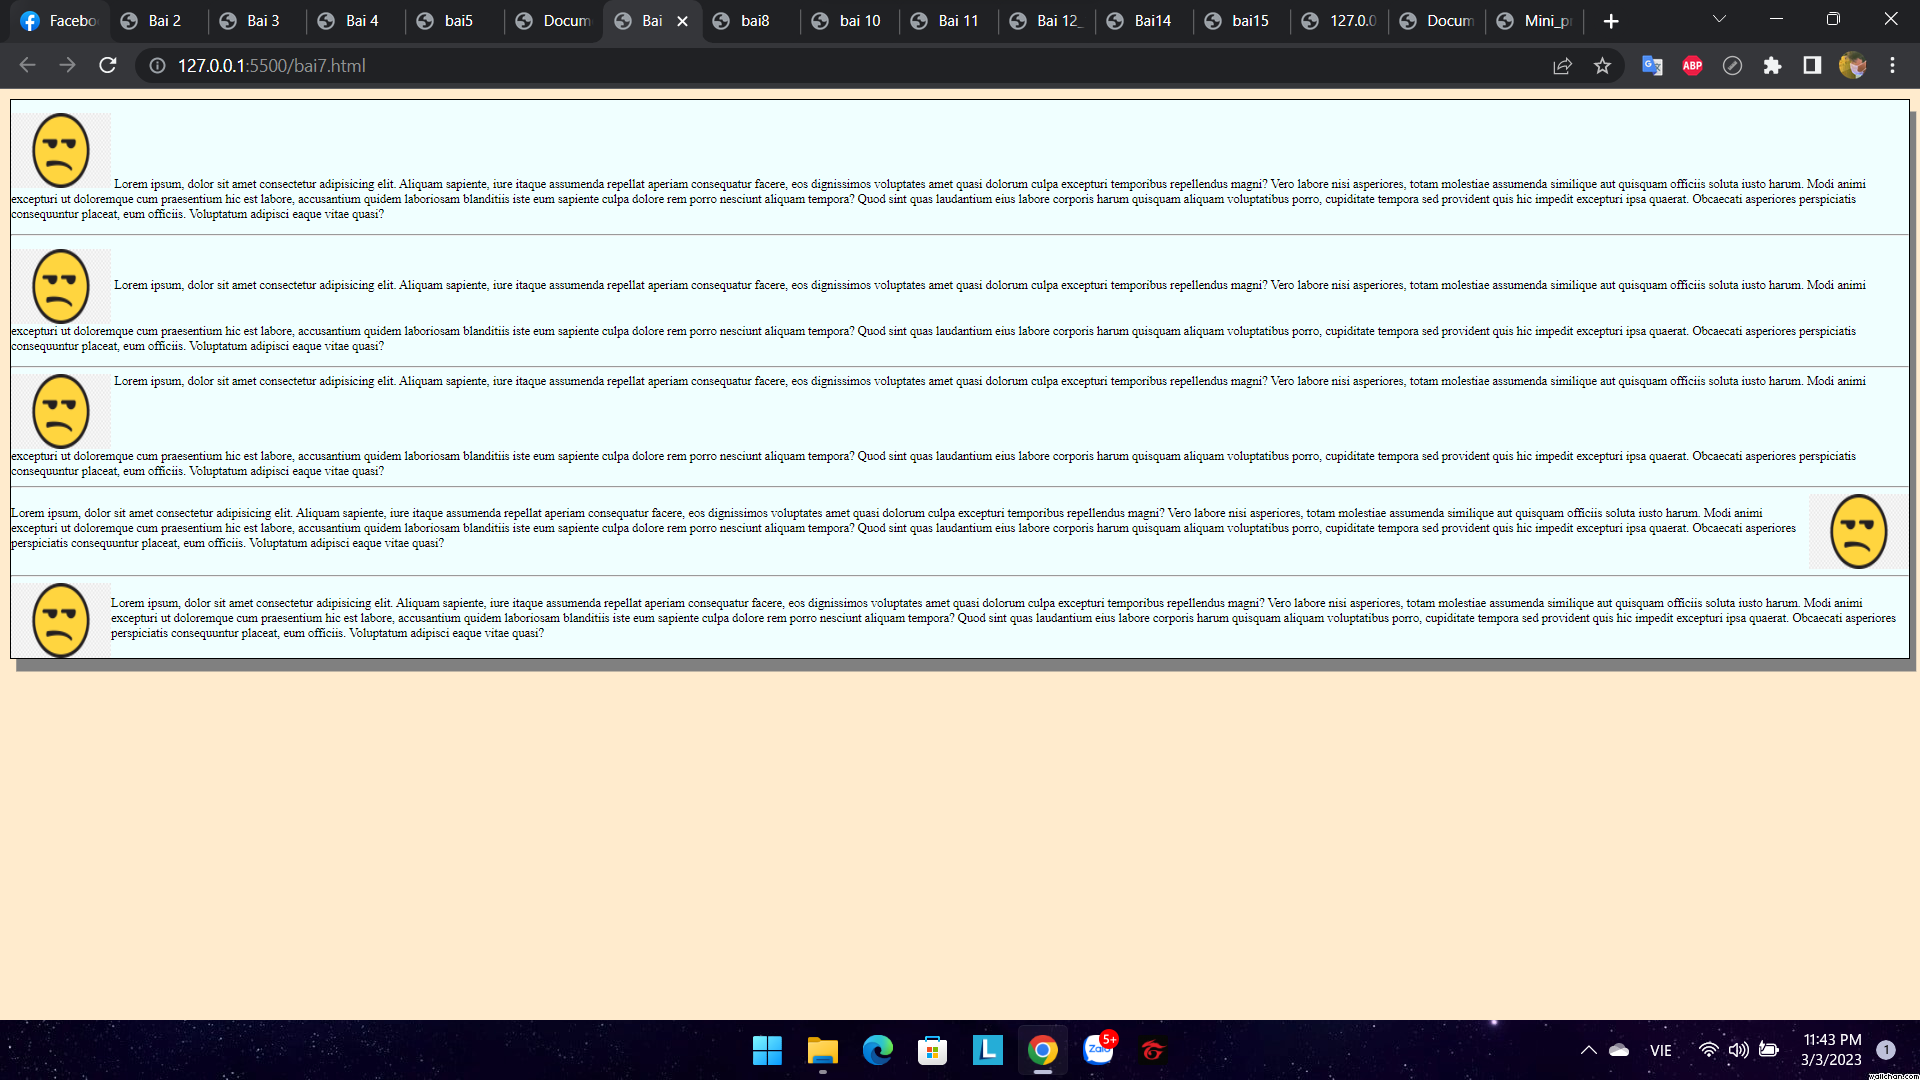 Facebo
Bai 2
Bai 3
Bai 4
bai5
Docum
Bai
bai8
bai 10
Bai 11
Bai 12_
Bai14
bai15
127.0.0
Docum
Mini_p
127.0.0.1:5500/bai7.html
ABP
Lorem ipsum, dolor sit amet consectetur adipisicing elit. Aliquam sapiente, iure itaque assumenda repellat aperiam consequatur facere, eos dignissimos voluptates amet quasi dolorum culpa excepturi temporibus repellendus magni? Vero labore nisi asperiores, totam molestiae assumenda similique aut quisquam officiis soluta iusto harum. Modi animi
excepturi ut doloremque cum praesentium hic est labore, accusantium quidem laboriosam blanditiis iste eum sapiente culpa dolore rem porro nesciunt aliquam tempora? Quod sint quas laudantium eius labore corporis harum quisquam aliquam voluptatibus porro, cupiditate tempora sed provident quis hic impedit excepturi ipsa quaerat. Obcaecati asperiores perspiciatis
consequuntur placeat, eum officiis. Voluptatum adipisci eaque vitae quasi?
Lorem ipsum, dolor sit amet consectetur adipisicing elit. Aliquam sapiente, iure itaque assumenda repellat aperiam consequatur facere, eos dignissimos voluptates amet quasi dolorum culpa excepturi temporibus repellendus magni? Vero labore nisi asperiores, totam molestiae assumenda similique aut quisquam officiis soluta iusto harum. Modi animi
excepturi ut doloremque cum praesentium hic est labore, accusantium quidem laboriosam blanditiis iste eum sapiente culpa dolore rem porro nesciunt aliquam tempora? Quod sint quas laudantium eius labore corporis harum quisquam aliquam voluptatibus porro, cupiditate tempora sed provident quis hic impedit excepturi ipsa quaerat. Obcaecati asperiores perspiciatis
consequuntur placeat, eum officiis. Voluptatum adipisci eaque vitae quasi?
Lorem ipsum, dolor sit amet consectetur adipisicing elit. Aliquam sapiente, iure itaque assumenda repellat aperiam consequatur facere, eos dignissimos voluptates amet quasi dolorum culpa excepturi temporibus repellendus magni? Vero labore nisi asperiores, totam molestiae assumenda similique aut quisquam officiis soluta iusto harum. Modi animi
excepturi ut doloremque cum praesentium hic est labore, accusantium quidem laboriosam blanditiis iste eum sapiente culpa dolore rem porro nesciunt aliquam tempora? Quod sint quas laudantium eius labore corporis harum quisquam aliquam voluptatibus porro, cupiditate tempora sed provident quis hic impedit excepturi ipsa quaerat. Obcaecati asperiores perspiciatis
consequuntur placeat, eum officiis. Voluptatum adipisci eaque vitae quasi?
Lorem ipsum, dolor sit amet consectetur adipisicing elit. Aliquam sapiente, iure itaque assumenda repellat aperiam consequatur facere, eos dignissimos voluptates amet quasi dolorum culpa excepturi temporibus repellendus magni? Vero labore nisi asperiores, totam molestiae assumenda similique aut quisquam officiis soluta iusto harum. Modi animi
excepturi ut doloremque cum praesentium hic est labore, accusantium quidem laboriosam blanditiis iste eum sapiente culpa dolore rem porro nesciunt aliquam tempora? Quod sint quas laudantium eius labore corporis harum quisquam aliquam voluptatibus porro, cupiditate tempora sed provident quis hic impedit excepturi ipsa quaerat. Obcaecati asperiores
perspiciatis consequuntur placeat, eum officiis. Voluptatum adipisci eaque vitae quasi?
Lorem ipsum, dolor sit amet consectetur adipisicing elit. Aliquam sapiente, iure itaque assumenda repellat aperiam consequatur facere, eos dignissimos voluptates amet quasi dolorum culpa excepturi temporibus repellendus magni? Vero labore nisi asperiores, totam molestiae assumenda similique aut quisquam officiis soluta iusto harum. Modi animi
excepturi ut doloremque cum praesentium hic est labore, accusantium quidem laboriosam blanditiis iste eum sapiente culpa dolore rem porro nesciunt aliquam tempora? Quod sint quas laudantium eius labore corporis harum quisquam aliquam voluptatibus porro, cupiditate tempora sed provident quis hic impedit excepturi ipsa quaerat. Obcaecati asperiores
perspiciatis consequuntur placeat, eum officiis. Voluptatum adipisci eaque vitae quasi?
L
Zalo
5+
VIE
11:43 PM
3/3/2023
1
wallchan.com